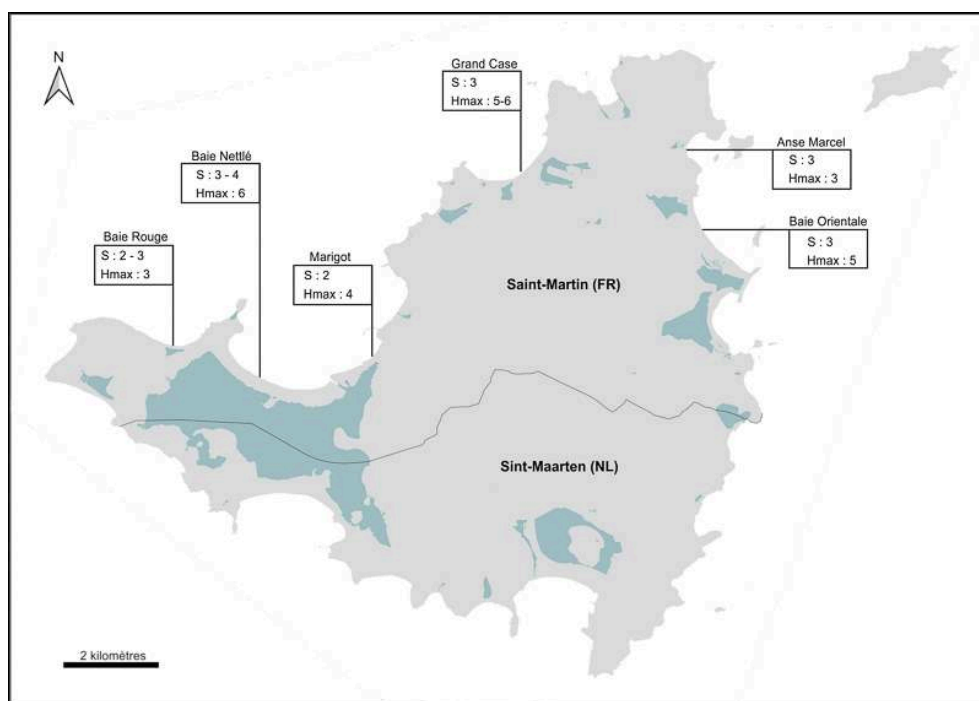 N
Grand Case
S : 3
Hmax : 5-6
Anse Marcel
S : 3
Hmax : 3
Baie Nettlé
S : 3 - 4
Hmax : 6
Baie Orientale
S : 3
Hmax : 5
Baie Rouge
S : 2 - 3
Hmax : 3
Marigot
S : 2
Hmax : 4
Saint-Martin (FR)
Sint-Maarten (NL)
2 kilomètres